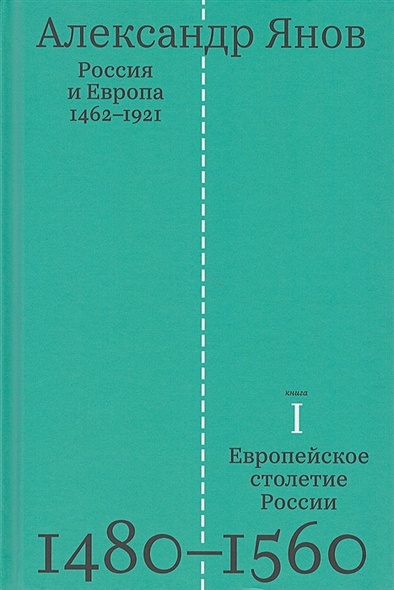 Александр Янов
Россия
и Европа
1462–1921
книга
I
Европейское
столетие
России
1480–1560